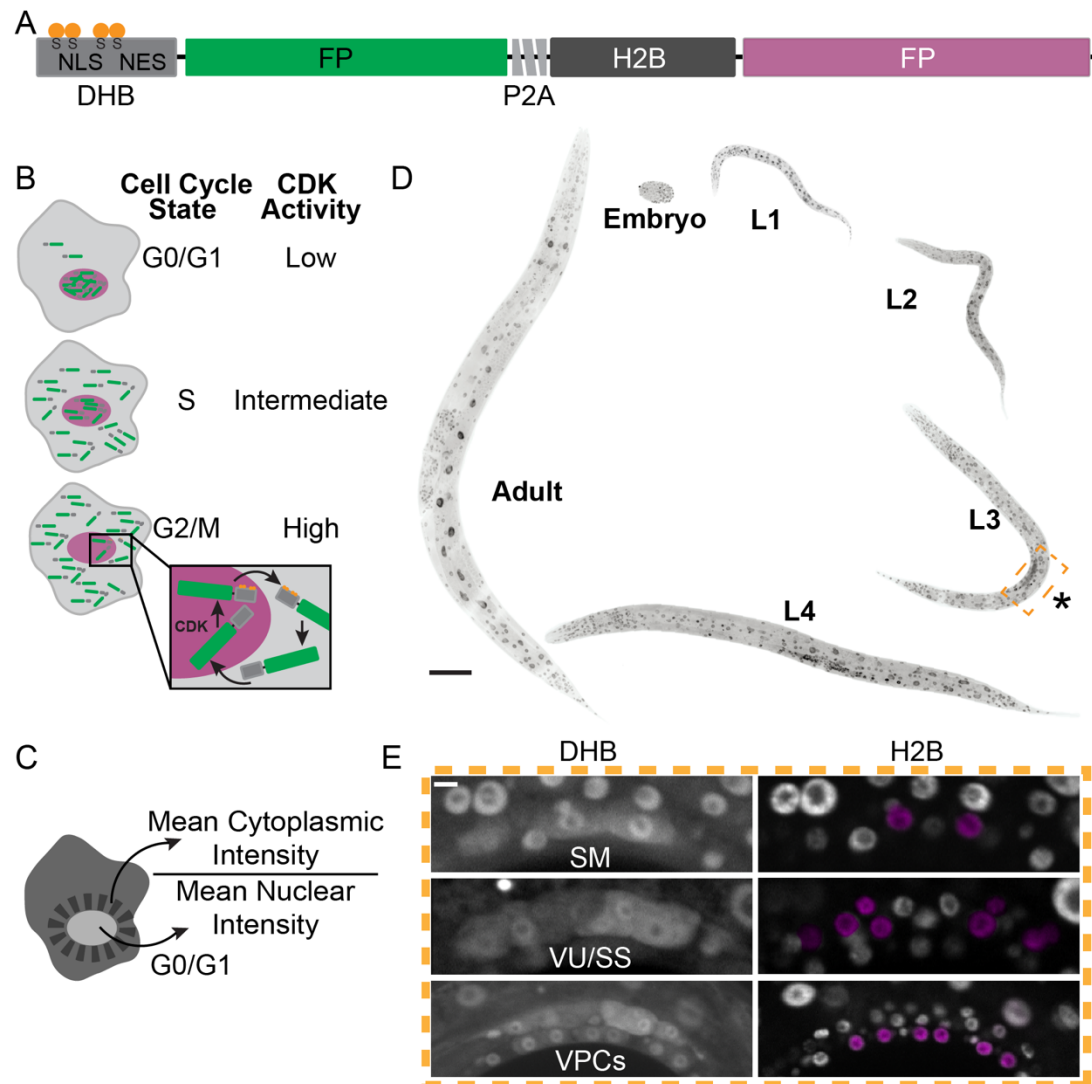 A
S S S S
NLS NES
FP
H2B
FP
DHB
P2A
B
Cell Cycle
State
CDK
Activity
G0/G1
Low
S
Intermediate
G2/M
High
CDK
C
Mean Cytoplasmic
Intensity
Mean Nuclear
Intensity
G0/G1
D
Embryo
L1
L2
Adult
L3
*
L4
E
DHB
H2B
SM
VU/SS
VPCs